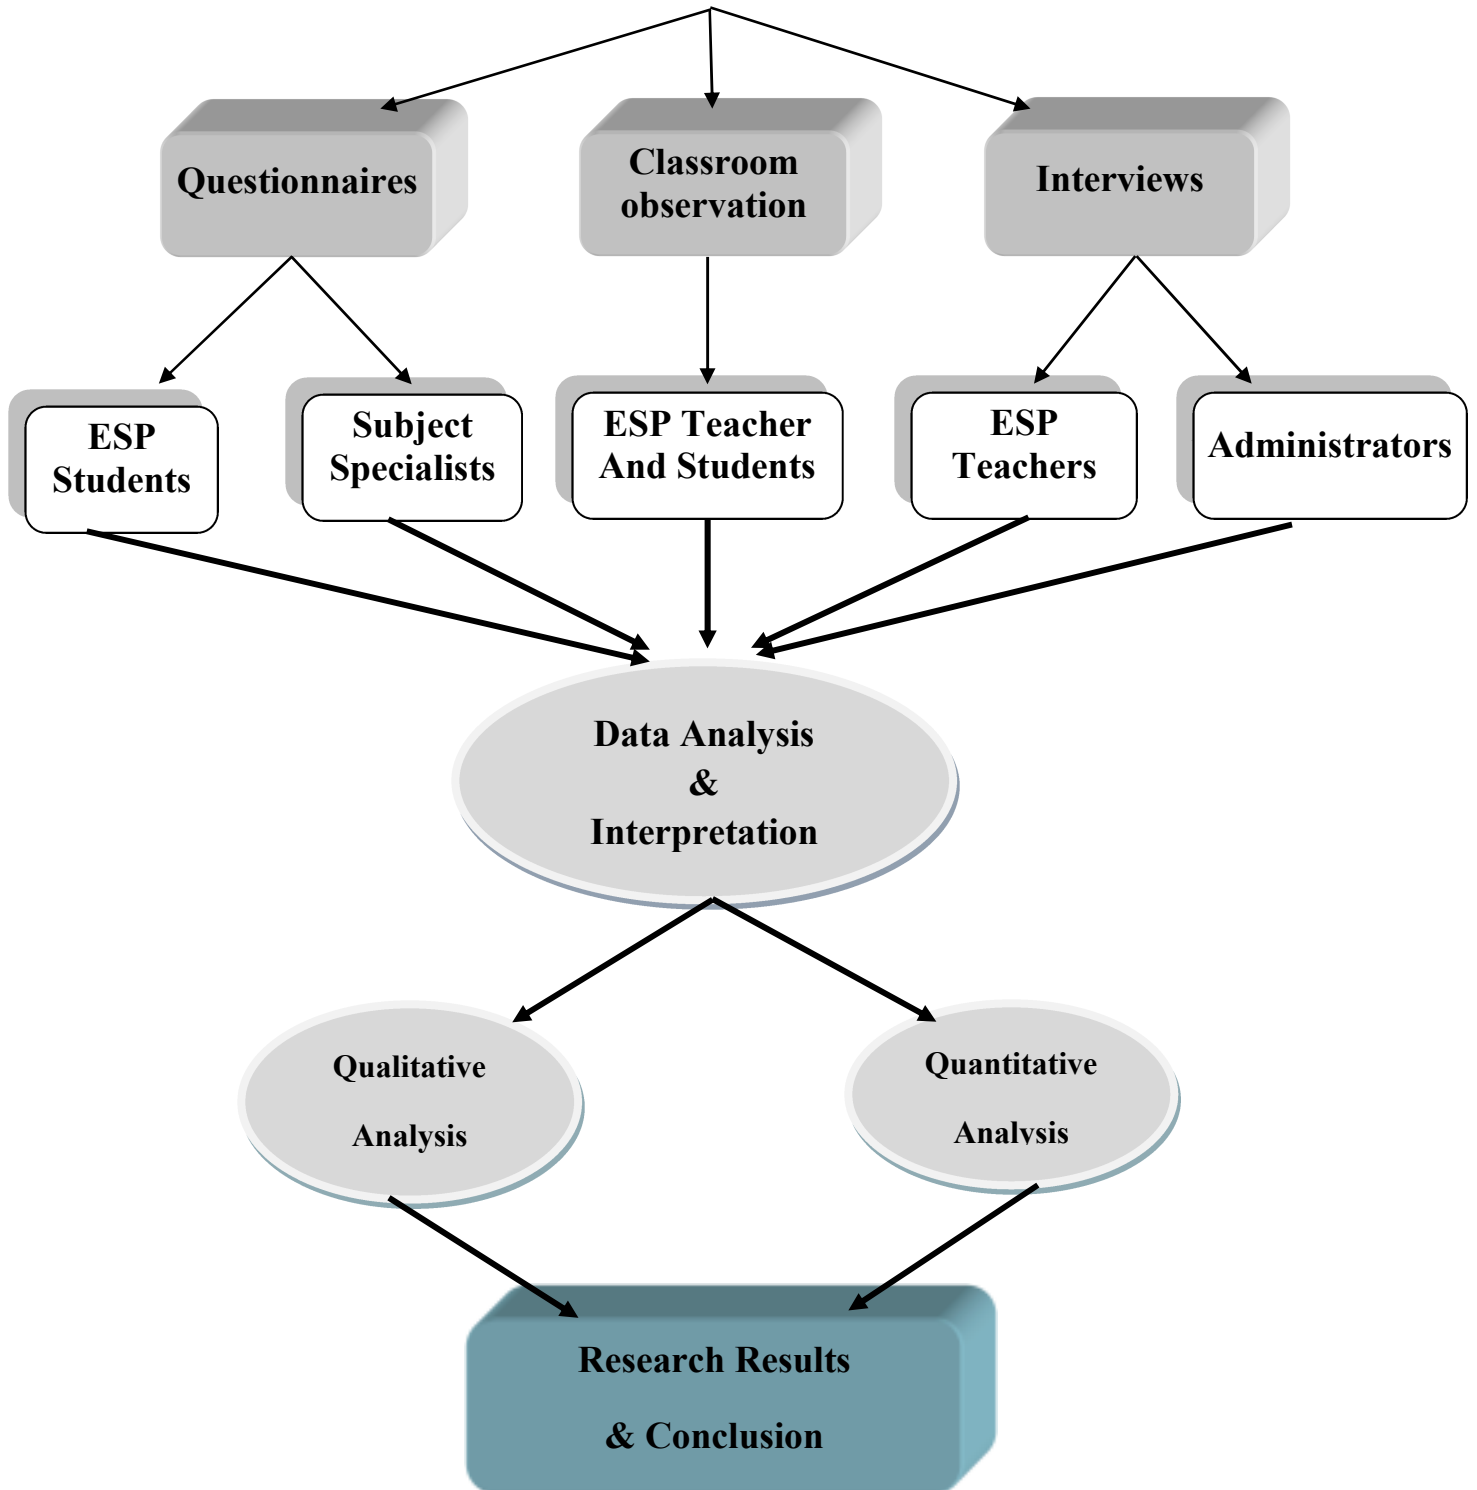 Questionnaires
Classroom
observation
Interviews
ESP
Students
Subject
Specialists
ESP Teacher
And Students
ESP
Teachers
Administrators
Data Analysis
&
Interpretation
Qualitative
Analysis
Quantitative
Analysis
Research Results
& Conclusion